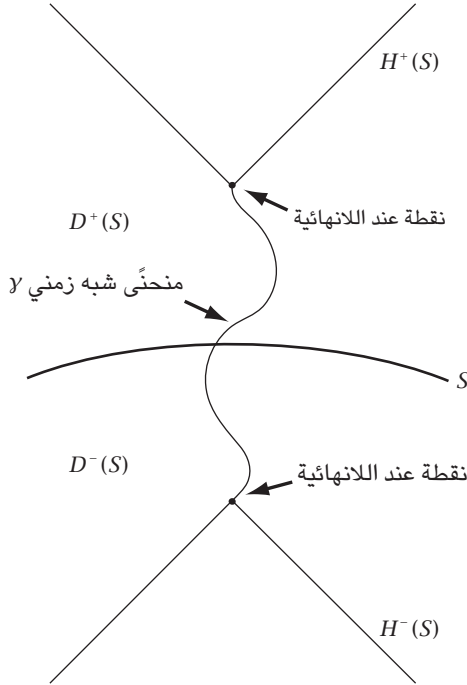 H⁺(S)
D⁺(S)
نقطة عند اللانهائية
منحنًى شبه زمني γ
S
D⁻(S)
نقطة عند اللانهائية
H⁻(S)